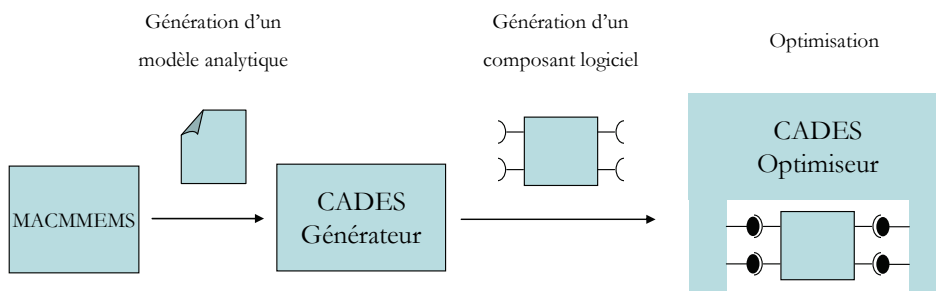 Génération d'un
modèle analytique
Génération d'un
composant logiciel
Optimisation
MACMMEMS
CADES
Générateur
CADES
Optimiseur